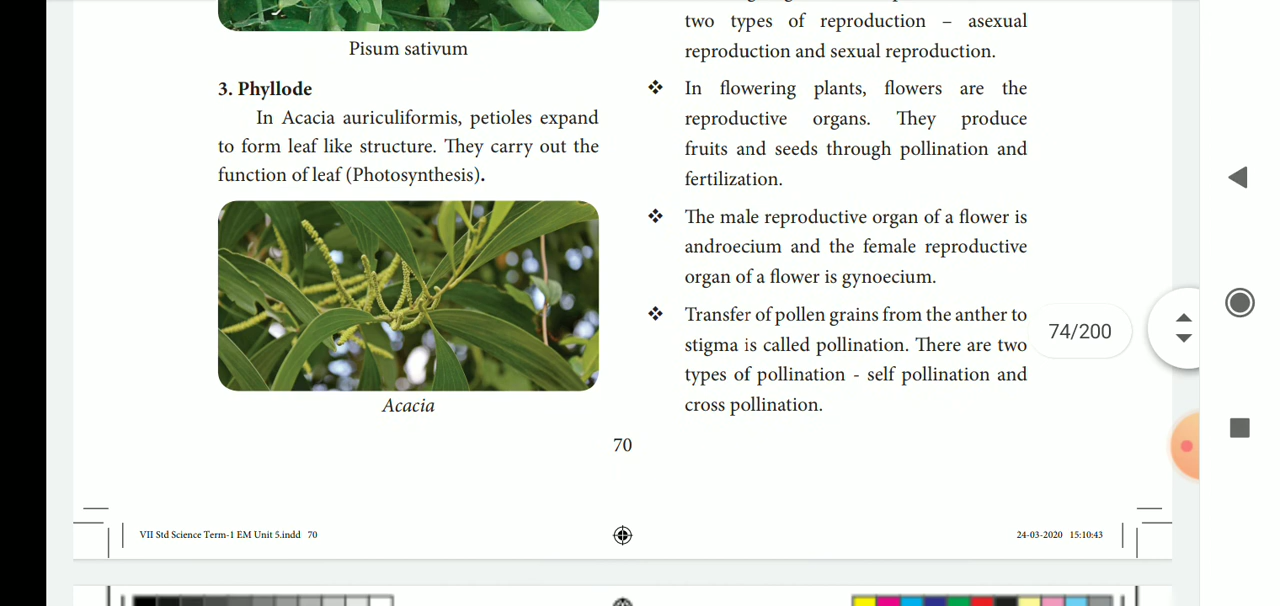 Pisum sativum
3. Phyllode
In Acacia auriculiformis, petioles expand
to form leaf like structure. They carry out the
function of leaf (Photosynthesis).
Acacia
two types of reproduction – asexual
reproduction and sexual reproduction.
❖ In flowering plants, flowers are the
reproductive organs. They produce
fruits and seeds through pollination and
fertilization.
❖ The male reproductive organ of a flower is
androecium and the female reproductive
organ of a flower is gynoecium.
❖ Transfer of pollen grains from the anther to
stigma is called pollination. There are two
types of pollination - self pollination and
cross pollination.
74/200
70
VII Std Science Term-1 EM Unit 5.indd 70
24-03-2020 15:10:43